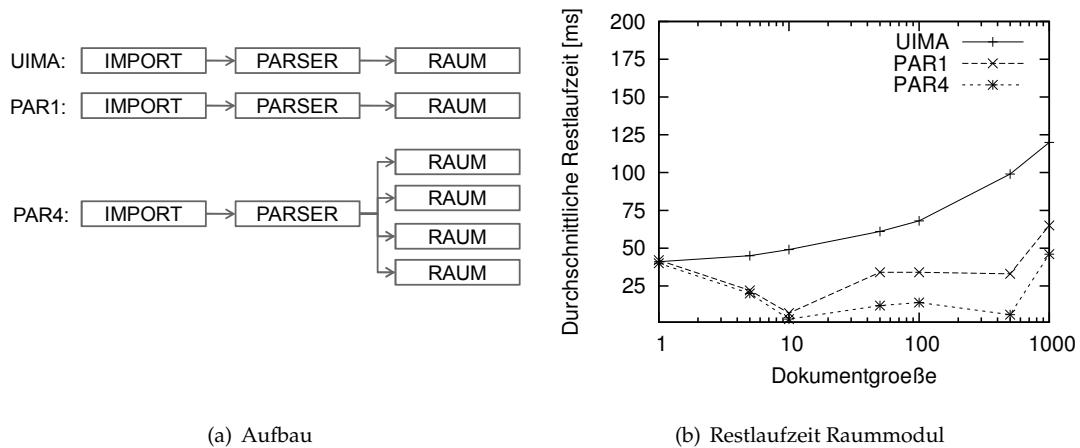 UIMA: IMPORT PARSER RAUM
PAR1: IMPORT PARSER RAUM
RAUM
RAUM
PAR4: IMPORT PARSER
RAUM
RAUM
(a) Aufbau
Durchschnittliche Restlaufzeit [ms]
200
175
150
125
100
75
50
25
UIMA
PAR1
PAR4
1 10 100 1000
Dokumentgroeße
(b) Restlaufzeit Raummodul